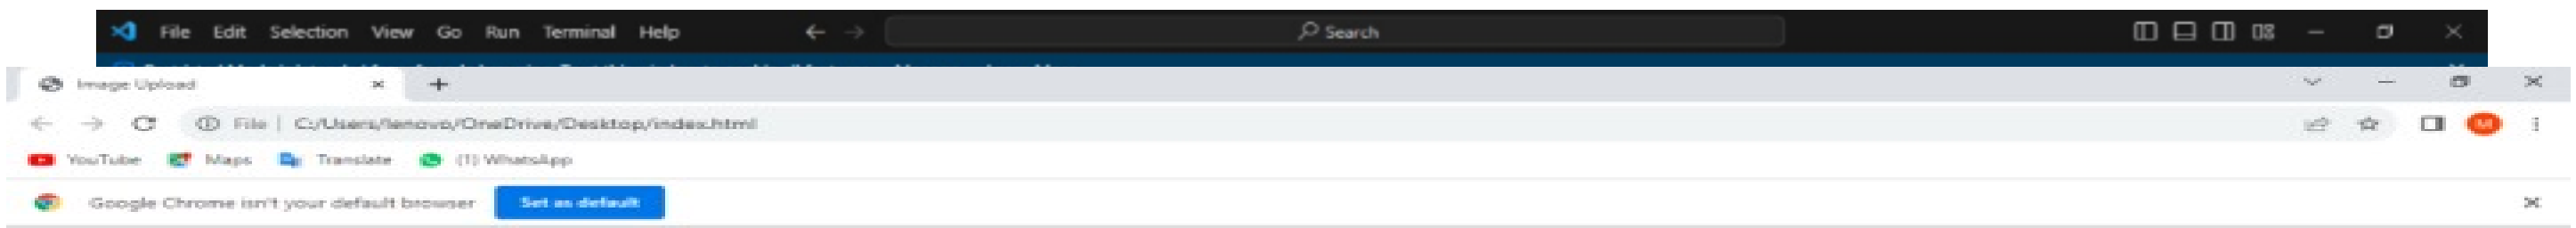 File Edit Selection View Go Run Terminal Help Search
Image Upload
File | C:/Users/lenovo/OneDrive/Desktop/index.html
YouTube Maps Translate (1) WhatsApp
Google Chrome isn't your default browser Set as default